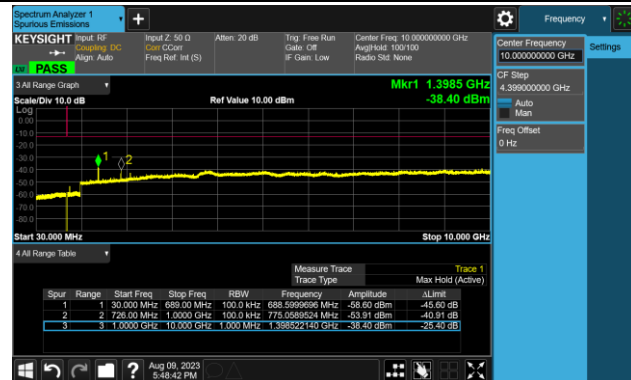 Spectrum Analyzer 1
Spurious Emissions
+
Frequency
KEYSIGHT
Input: RF
Coupling: DC
Align: Auto
Input Z: 50 Ω
Corr CCorr
Freq Ref: Int (S)
Atten: 20 dB
Trig: Free Run
Gate: Off
IF Gain: Low
Center Freq: 10.000000000 GHz
Avg|Hold: 100/100
Radio Std: None
LXI PASS
Center Frequency
10.000000000 GHz
Settings
CF Step
4.399000000 GHz
Auto
Man
Freq Offset
0 Hz
3 All Range Graph
Mkr1 1.3985 GHz
Scale/Div 10.0 dB
Ref Value 10.00 dBm
-38.40 dBm
Log
0.00
-10.0
-20.0
-30.0
-40.0
-50.0
-60.0
-70.0
-80.0
1
2
Start 30.000 MHz
Stop 10.000 GHz
4 All Range Table
Measure Trace Trace 1
Trace Type Max Hold (Active)
Spur Range Start Freq Stop Freq RBW Frequency Amplitude ΔLimit
1 1 30.000 MHz 689.00 MHz 100.0 kHz 688.5999696 MHz -58.60 dBm -45.60 dB
2 2 726.00 MHz 1.0000 GHz 100.0 kHz 775.0589524 MHz -53.91 dBm -40.91 dB
3 3 1.0000 GHz 10.000 GHz 1.000 MHz 1.398522140 GHz -38.40 dBm -25.40 dB
?
Aug 09, 2023
5:48:42 PM